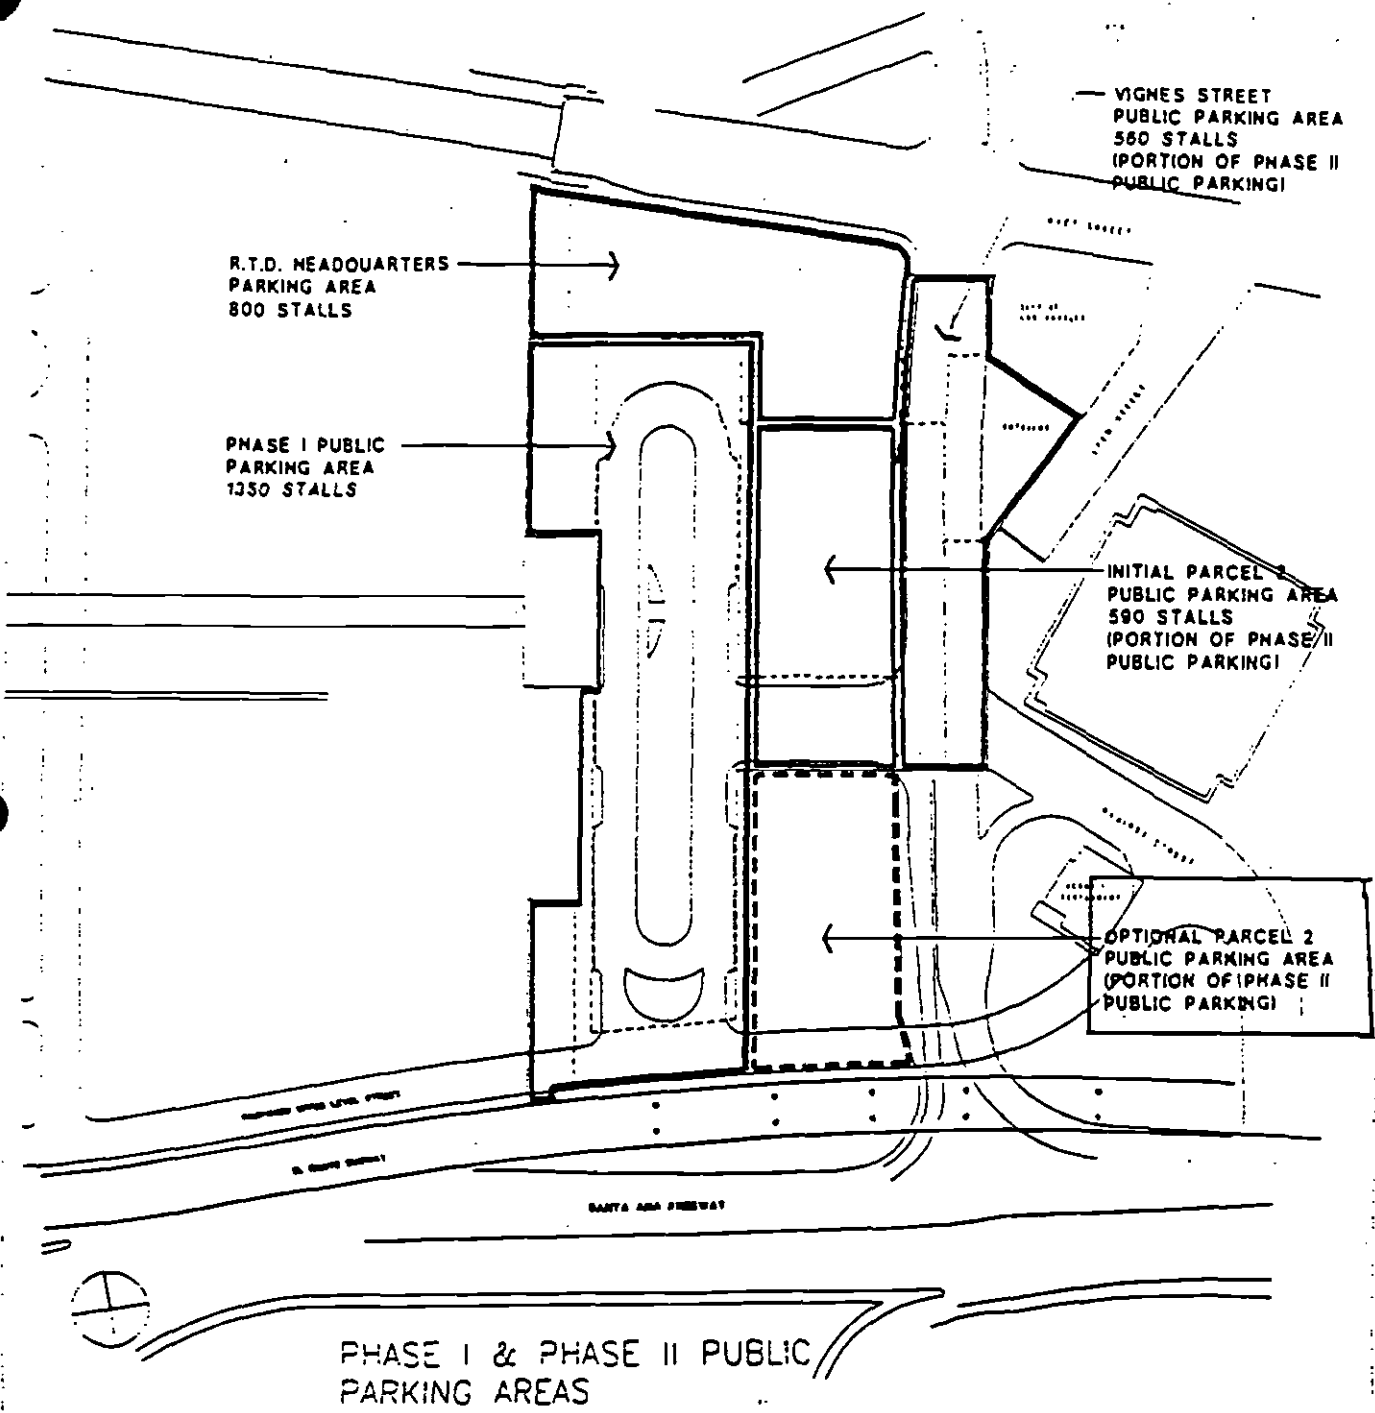 VIGNES STREET
PUBLIC PARKING AREA
560 STALLS
(PORTION OF PHASE II
PUBLIC PARKING)
R.T.D. HEADQUARTERS
PARKING AREA
800 STALLS
PHASE I PUBLIC
PARKING AREA
1350 STALLS
INITIAL PARCEL 2
PUBLIC PARKING AREA
590 STALLS
(PORTION OF PHASE II
PUBLIC PARKING)
OPTIONAL PARCEL 2
PUBLIC PARKING AREA
(PORTION OF PHASE II
PUBLIC PARKING)
SANTA ANA FREEWAY
PHASE I & PHASE II PUBLIC
PARKING AREAS